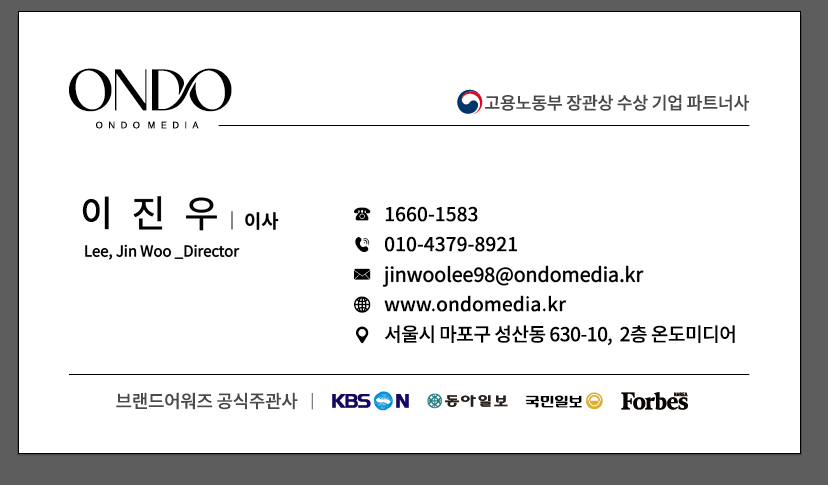 ONDO
ONDO MEDIA
고용노동부 장관상 수상 기업 파트너사
이 진 우 | 이사
Lee, Jin Woo _Director
1660-1583
010-4379-8921
jinwoolee98@ondomedia.kr
www.ondomedia.kr
서울시 마포구 성산동 630-10, 2층 온도미디어
브랜드어워즈 공식주관사 | KBS N 동아일보 국민일보 Forbes KOREA